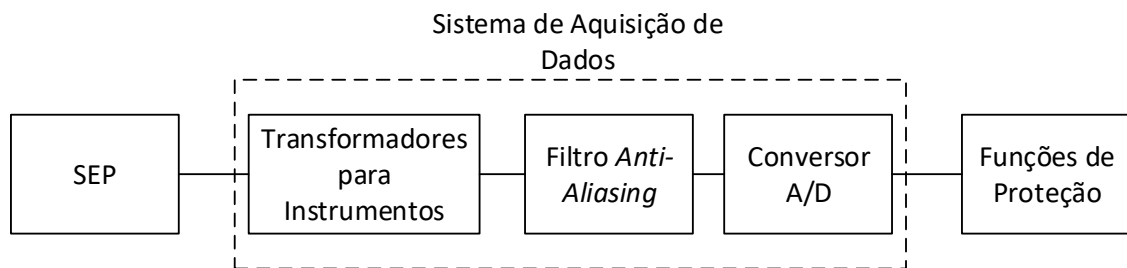 Sistema de Aquisição de
Dados
SEP
Transformadores
para
Instrumentos
Filtro Anti-
Aliasing
Conversor
A/D
Funções de
Proteção